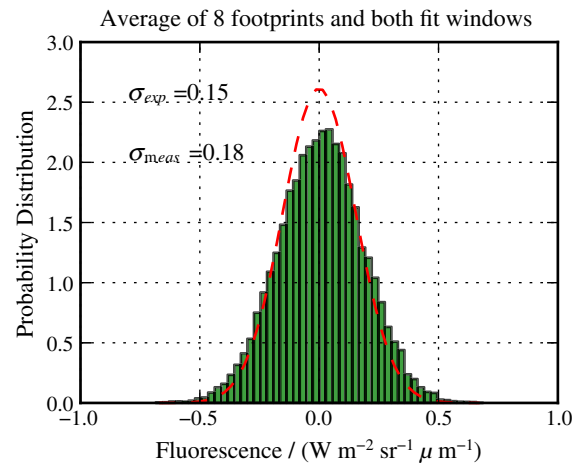 Average of 8 footprints and both fit windows
3.0
2.5
2.0
1.5
1.0
0.5
0.0
Probability Distribution
σexp =0.15
σmeas =0.18
−1.0 −0.5 0.0 0.5 1.0
Fluorescence / (W m⁻² sr⁻¹ μ m⁻¹)